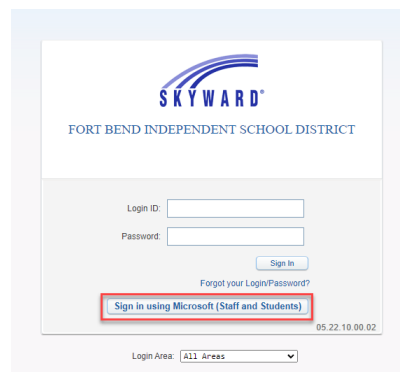 SKYWARD®
FORT BEND INDEPENDENT SCHOOL DISTRICT
Login ID:
Password:
Sign In
Forgot your Login/Password?
Sign in using Microsoft (Staff and Students)
05.22.10.00.02
Login Area: All Areas